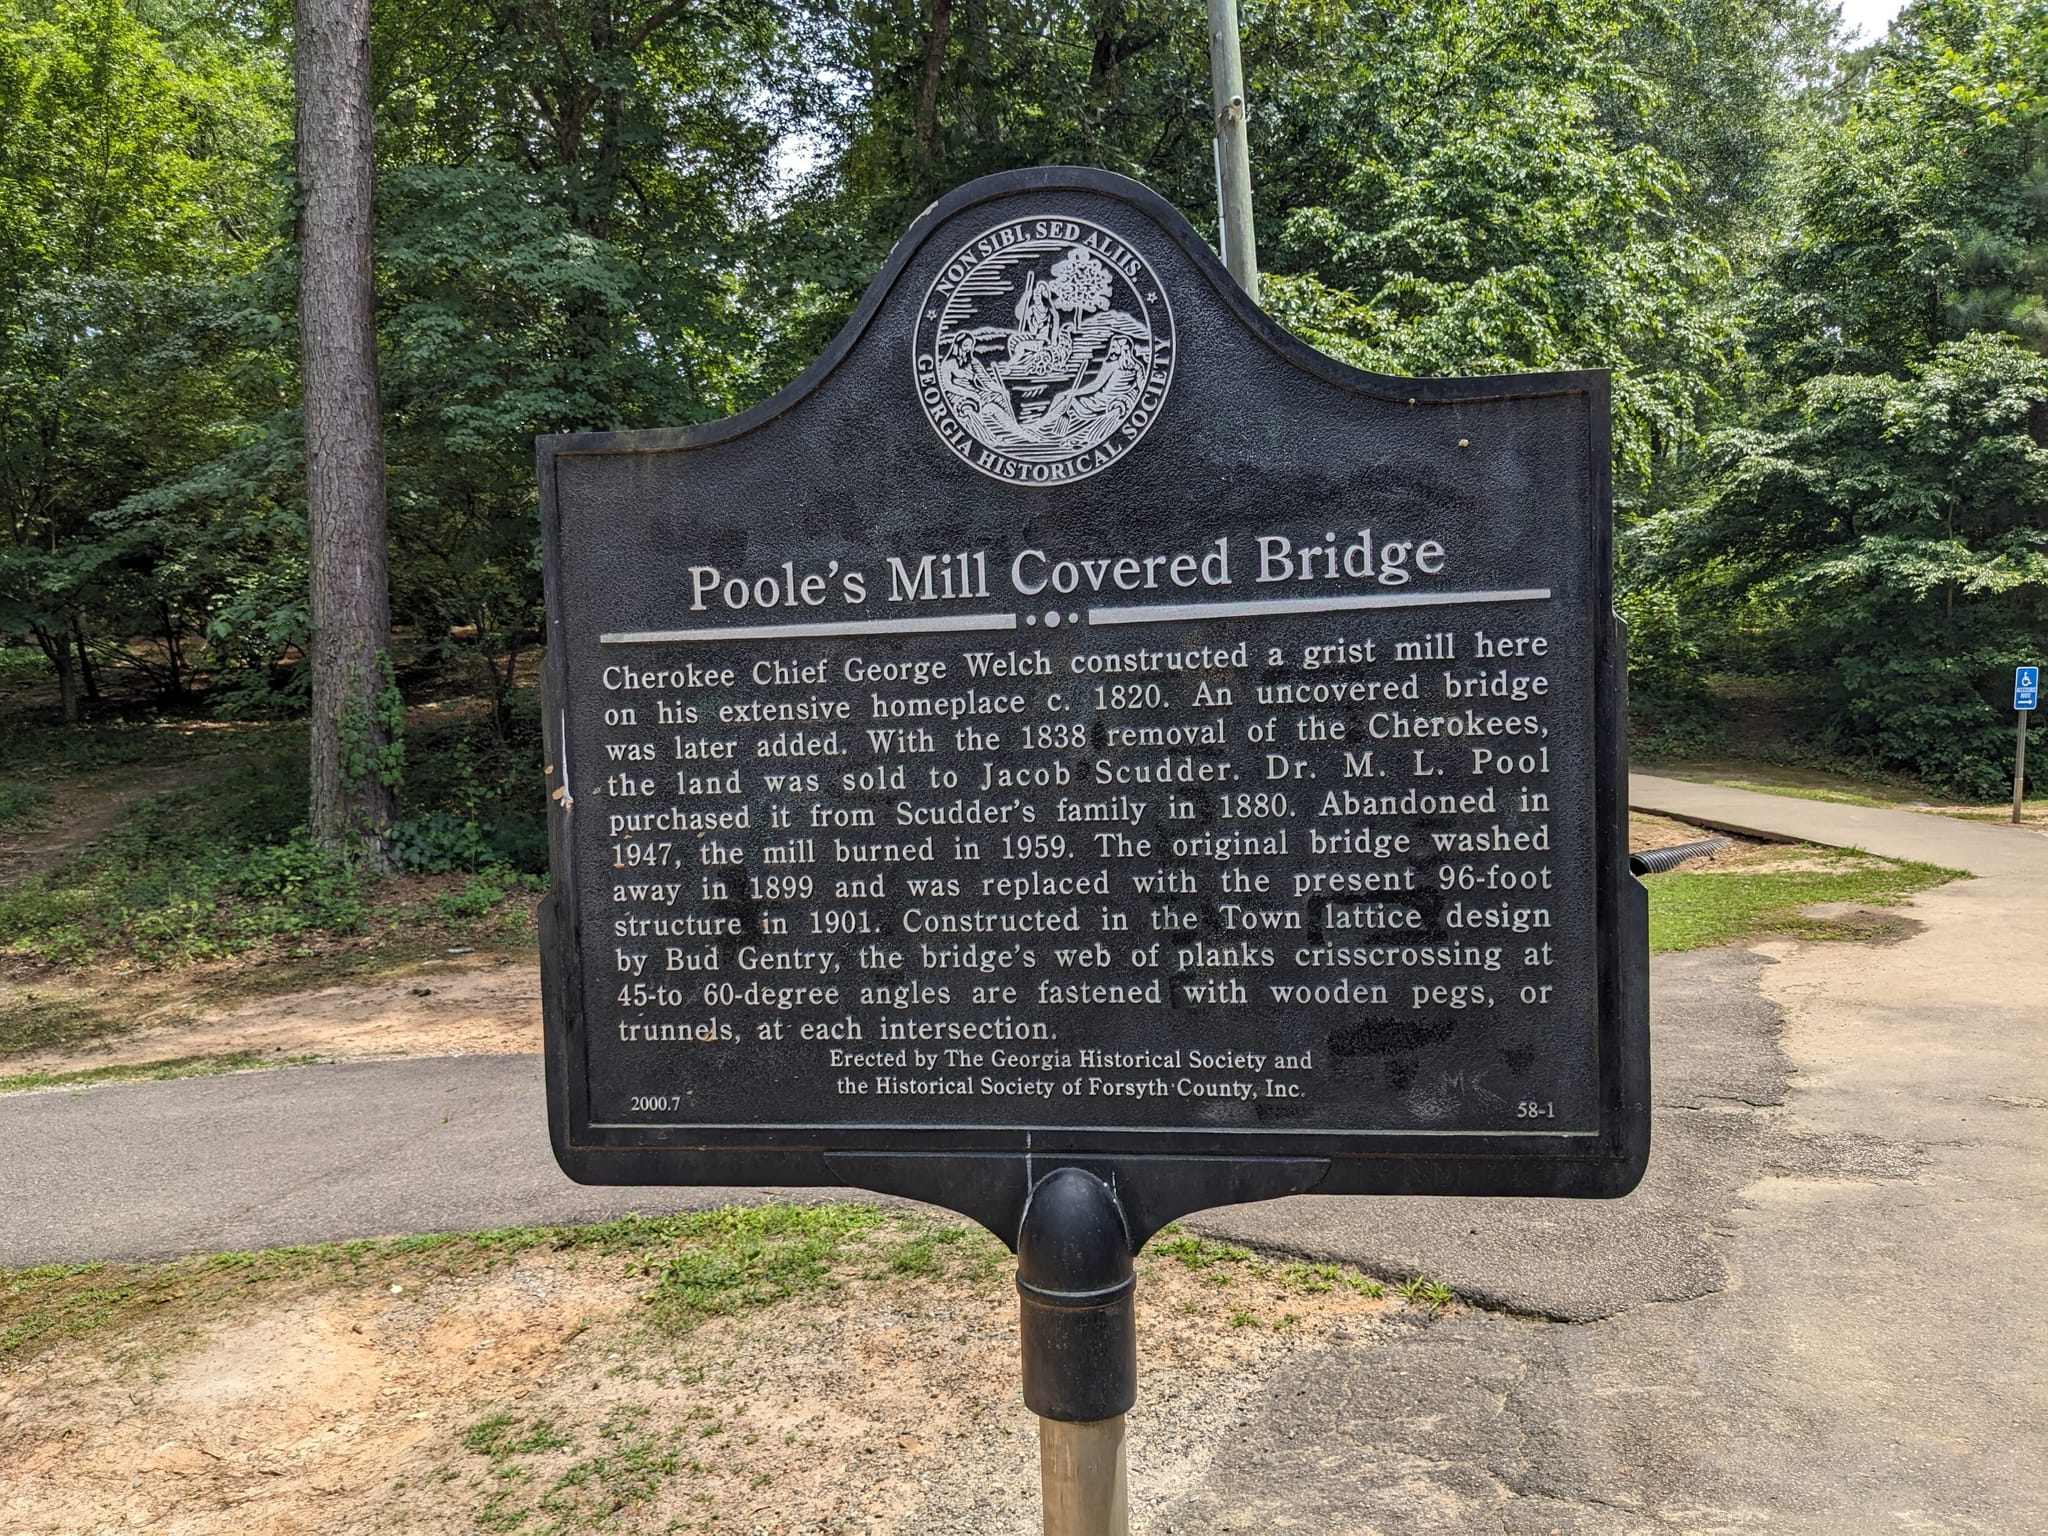 NON SIBI, SED ALIIS.
GEORGIA HISTORICAL SOCIETY
Poole's Mill Covered Bridge
Cherokee Chief George Welch constructed a grist mill here
on his extensive homeplace c. 1820. An uncovered bridge
was later added. With the 1838 removal of the Cherokees,
the land was sold to Jacob Scudder. Dr. M. L. Pool
purchased it from Scudder's family in 1880. Abandoned in
1947, the mill burned in 1959. The original bridge washed
away in 1899 and was replaced with the present 96-foot
structure in 1901. Constructed in the Town lattice design
by Bud Gentry, the bridge's web of planks crisscrossing at
45-to 60-degree angles are fastened with wooden pegs, or
trunnels, at each intersection.
Erected by The Georgia Historical Society and
the Historical Society of Forsyth County, Inc.
2000.7
58-1